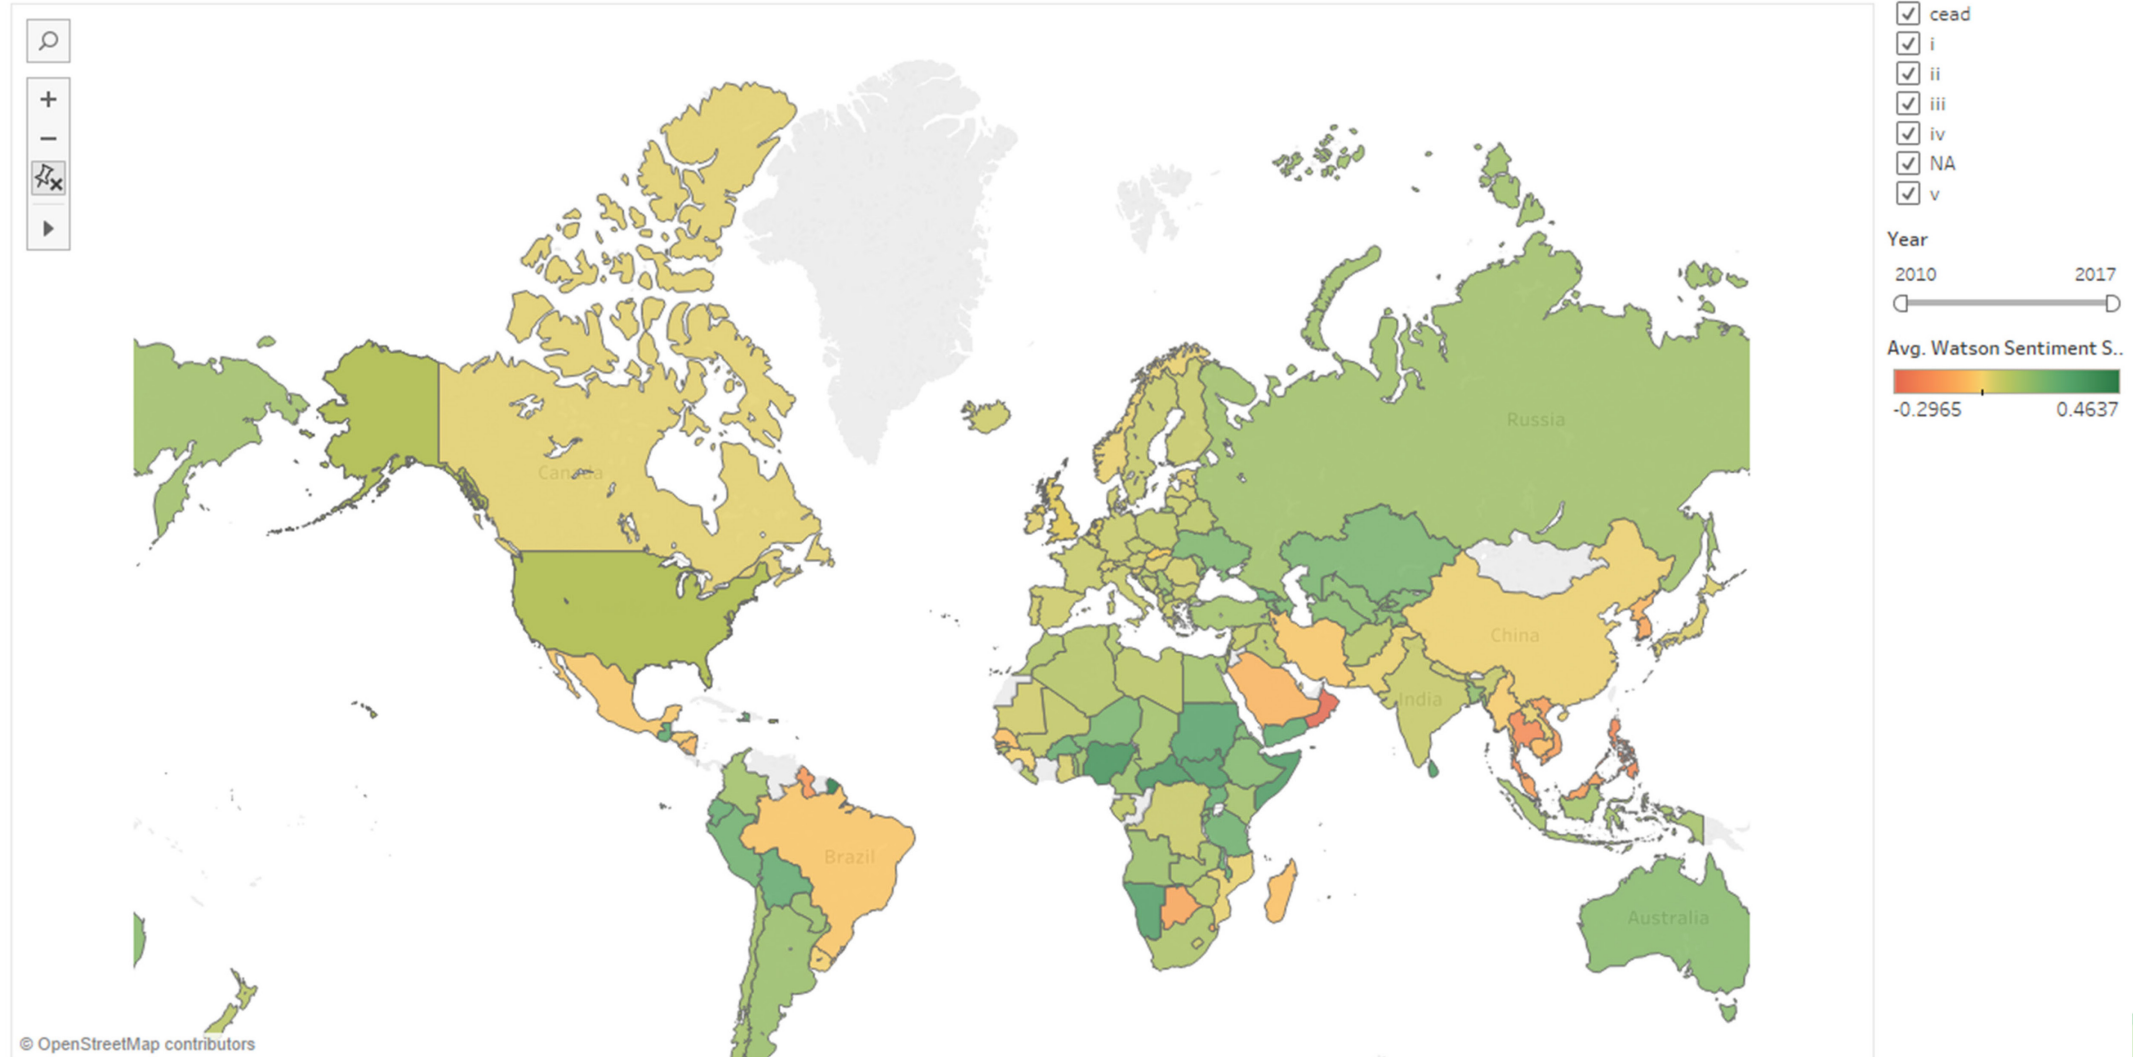 cead
i
ii
iii
iv
NA
v
Year
2010 2017
Avg. Watson Sentiment S..
-0.2965 0.4637
Russia
Canada
China
India
Brazil
Australia
© OpenStreetMap contributors